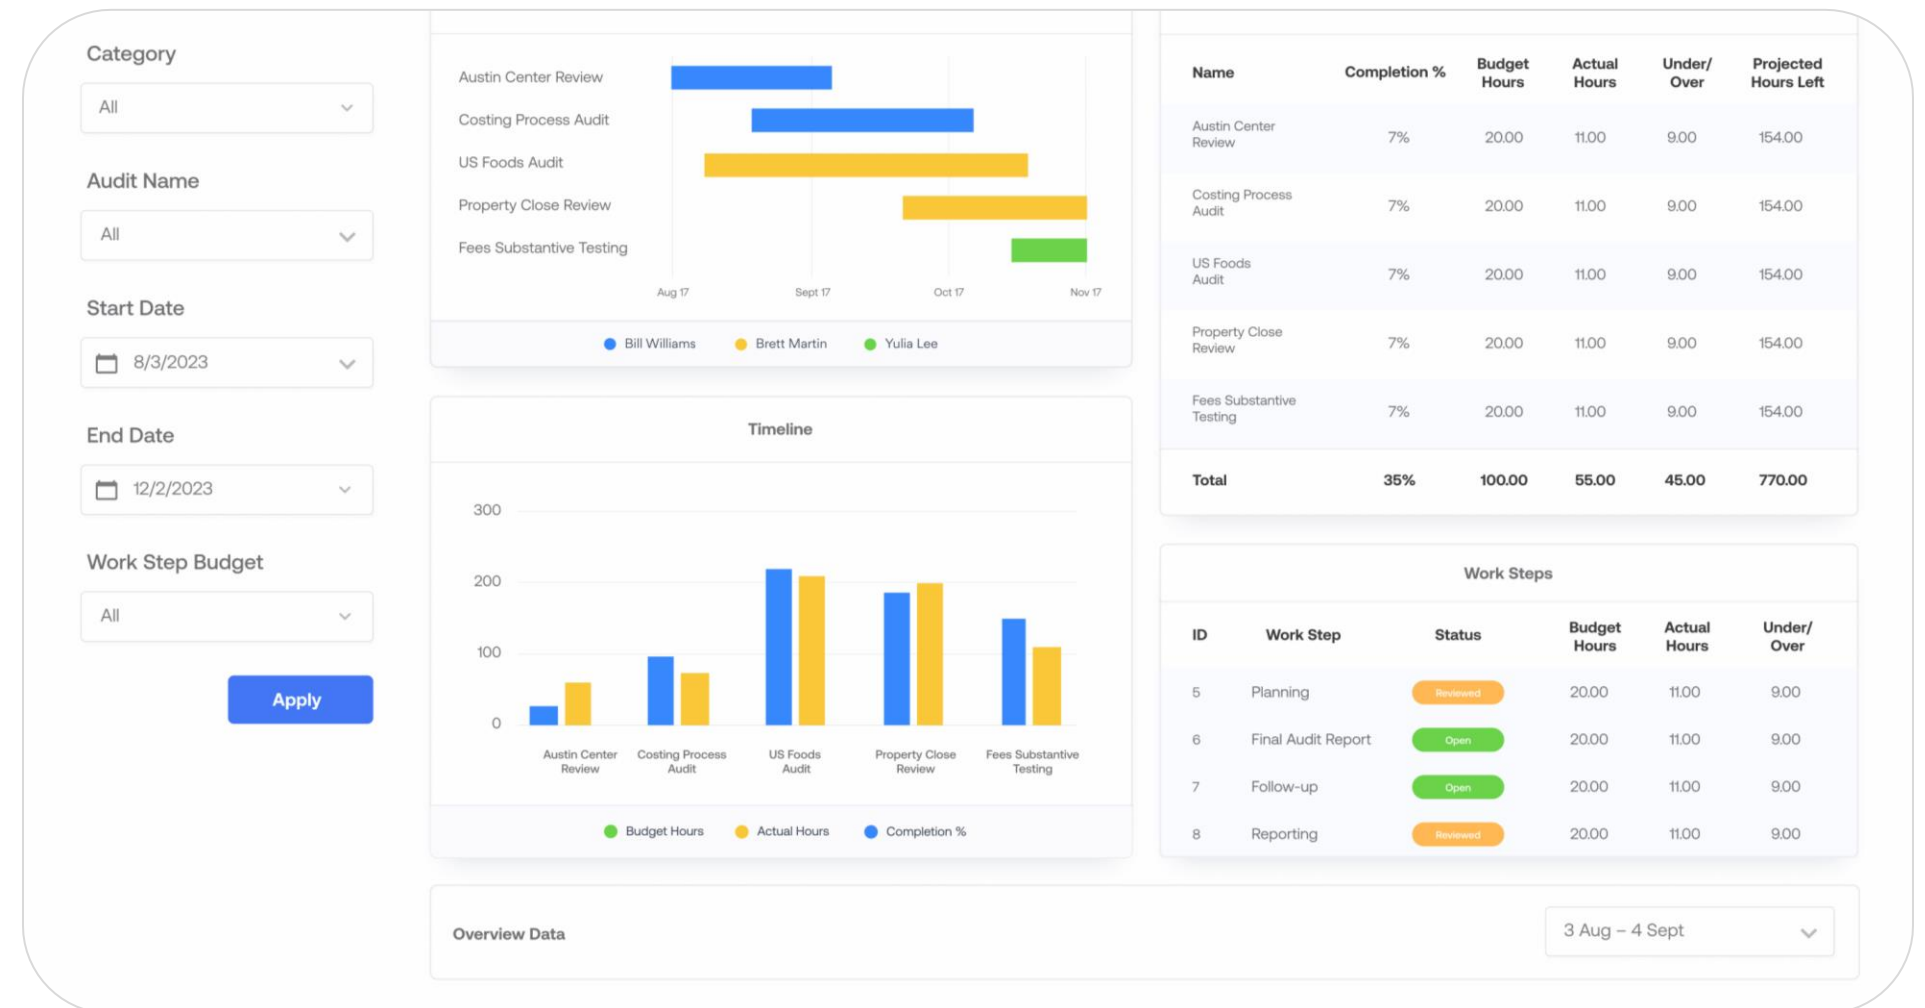 Category
All
Audit Name
All
Start Date
8/3/2023
End Date
12/2/2023
Work Step Budget
All
Apply
Austin Center Review
Costing Process Audit
US Foods Audit
Property Close Review
Fees Substantive Testing
Aug 17 Sept 17 Oct 17 Nov 17
Bill Williams Brett Martin Yulia Lee
Timeline
300
200
100
0
Austin Center Costing Process US Foods Property Close Fees Substantive
Review Audit Audit Review Testing
Budget Hours Actual Hours Completion %
Budget Actual Under/ Projected
Name Completion %
Hours Hours Over Hours Left
Austin Center
Review 7% 20.00 11.00 9.00 154.00
Costing Process
Audit 7% 20.00 11.00 9.00 154.00
US Foods
Audit 7% 20.00 11.00 9.00 154.00
Property Close
Review 7% 20.00 11.00 9.00 154.00
Fees Substantive
Testing 7% 20.00 11.00 9.00 154.00
Total 35% 100.00 55.00 45.00 770.00
Work Steps
Budget Actual Under/
ID Work Step Status
Hours Hours Over
5 Planning Reviewed 20.00 11.00 9.00
6 Final Audit Report Open 20.00 11.00 9.00
7 Follow-up Open 20.00 11.00 9.00
8 Reporting Reviewed 20.00 11.00 9.00
Overview Data
3 Aug – 4 Sept